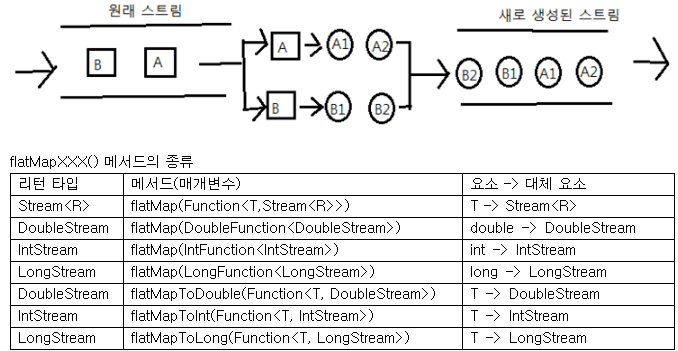 원래 스트림
새로 생성된 스트림
B A
A A1 A2
B B1 B2
B2 B1 A1 A2
flatMapXXX() 메서드의 종류
리턴 타입 메서드(매개변수) 요소 -> 대체 요소
Stream<R> flatMap(Function<T,Stream<R>>) T -> Stream<R>
DoubleStream flatMap(DoubleFunction<DoubleStream>) double -> DoubleStream
IntStream flatMap(IntFunction<IntStream>) int -> IntStream
LongStream flatMap(LongFunction<LongStream>) long -> LongStream
DoubleStream flatMapToDouble(Function<T, DoubleStream>) T -> DoubleStream
IntStream flatMapToInt(Function<T, IntStream>) T -> IntStream
LongStream flatMapToLong(Function<T, LongStream>) T -> LongStream